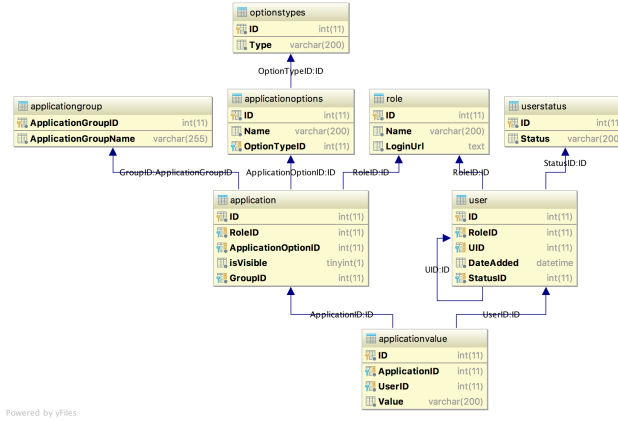 optionstypes
ID int(11)
Type varchar(200)
OptionTypeID:ID
applicationgroup
ApplicationGroupID int(11)
ApplicationGroupName varchar(255)
applicationoptions
ID int(11)
Name varchar(200)
OptionTypeID int(11)
role
ID int(11)
Name varchar(200)
LoginUrl text
userstatus
ID int(11
Status varchar(200
GroupID:ApplicationGroupID
ApplicationOptionID:ID
RoleID:ID
RoleID:ID
StatusID:ID
application
ID int(11)
RoleID int(11)
ApplicationOptionID int(11)
isVisible tinyint(1)
GroupID int(11)
user
ID int(11)
RoleID int(11)
UID int(11)
DateAdded datetime
StatusID int(11)
UID:ID
ApplicationID:ID
UserID:ID
applicationvalue
ID int(11)
ApplicationID int(11)
UserID int(11)
Value varchar(200)
Powered by yFiles